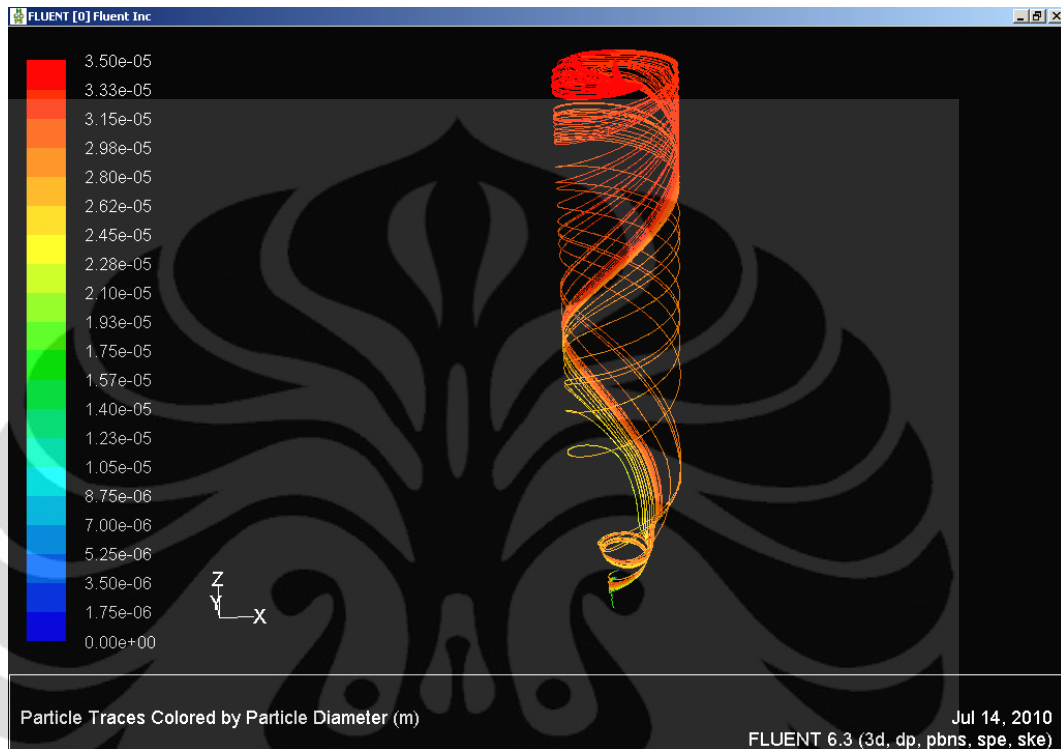 FLUENT [0] Fluent Inc
3.50e-05
3.33e-05
3.15e-05
2.98e-05
2.80e-05
2.62e-05
2.45e-05
2.28e-05
2.10e-05
1.93e-05
1.75e-05
1.57e-05
1.40e-05
1.23e-05
1.05e-05
8.75e-06
7.00e-06
5.25e-06
3.50e-06
1.75e-06
0.00e+00
Z
Y
X
Particle Traces Colored by Particle Diameter (m)
Jul 14, 2010
FLUENT 6.3 (3d, dp, pbns, spe, ske)